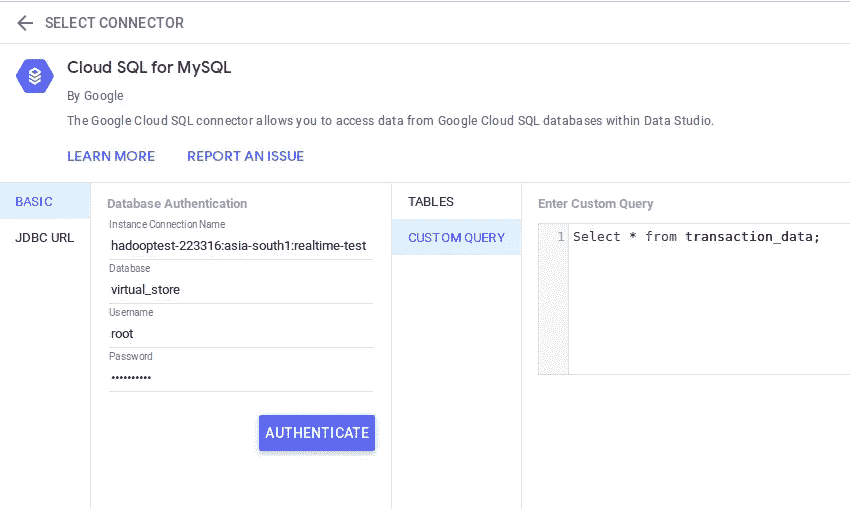 SELECT CONNECTOR
Cloud SQL for MySQL
By Google
The Google Cloud SQL connector allows you to access data from Google Cloud SQL databases within Data Studio.
LEARN MORE REPORT AN ISSUE
BASIC
JDBC URL
Database Authentication
Instance Connection Name
hadooptest-223316:asia-south1:realtime-test
Database
virtual_store
Username
root
Password
••••••••••
AUTHENTICATE
TABLES
CUSTOM QUERY
Enter Custom Query
1 Select * from transaction_data;